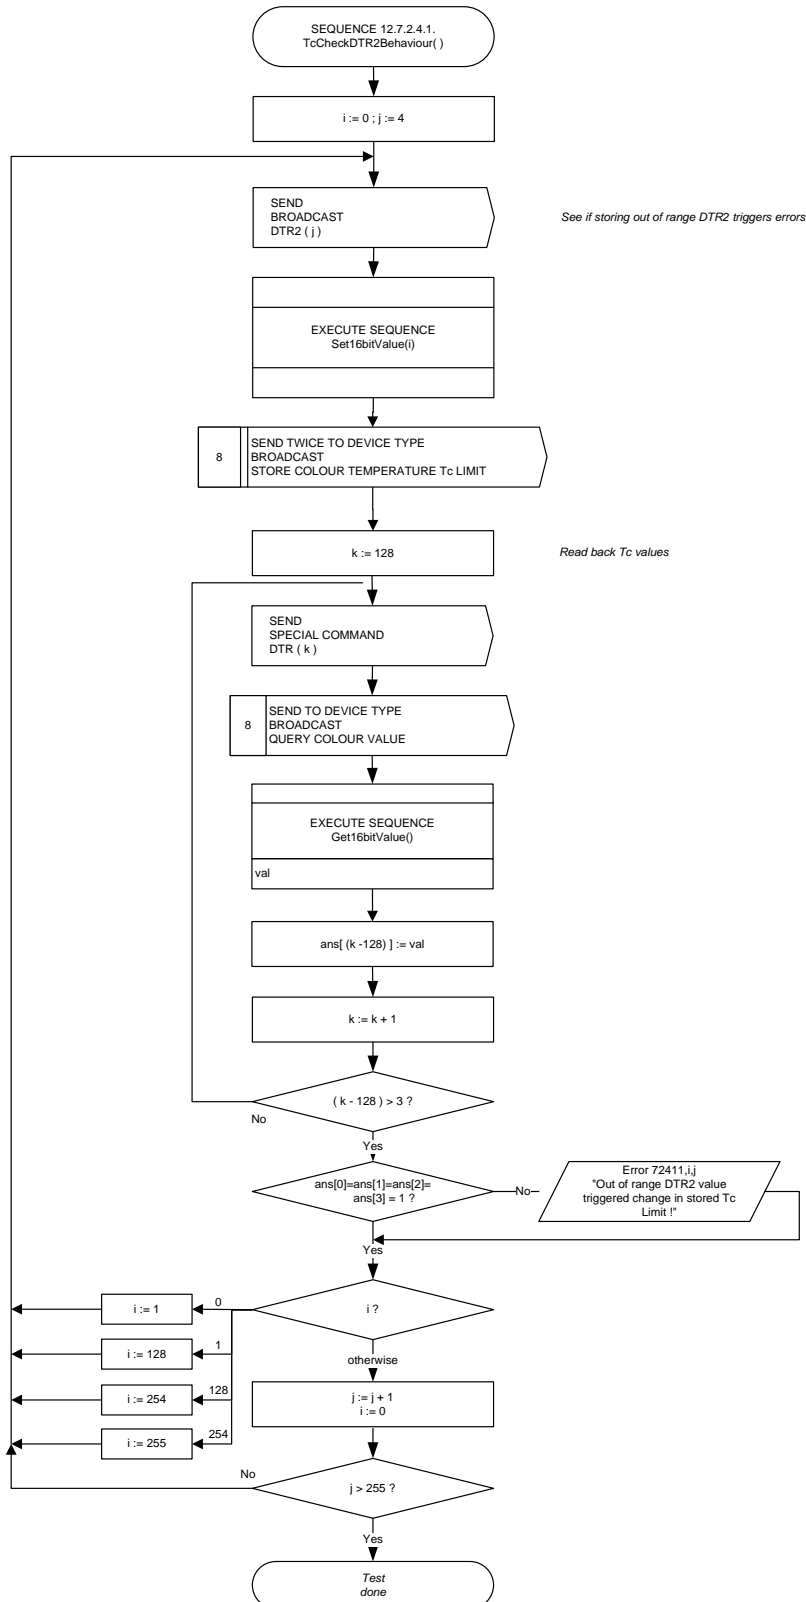 SEQUENCE 12.7.2.4.1.
TcCheckDTR2Behaviour( )
i := 0 ; j := 4
SEND
BROADCAST
DTR2 ( j )
See if storing out of range DTR2 triggers errors
EXECUTE SEQUENCE
Set16bitValue(i)
8
SEND TWICE TO DEVICE TYPE
BROADCAST
STORE COLOUR TEMPERATURE Tc LIMIT
k := 128
Read back Tc values
SEND
SPECIAL COMMAND
DTR ( k )
8
SEND TO DEVICE TYPE
BROADCAST
QUERY COLOUR VALUE
EXECUTE SEQUENCE
Get16bitValue()
val
ans[ (k -128) ] := val
k := k + 1
( k - 128 ) > 3 ?
No
Yes
ans[0]=ans[1]=ans[2]=
ans[3] = 1 ?
No
Error 72411,i,j
"Out of range DTR2 value
triggered change in stored Tc
Limit !"
Yes
i ?
0
i := 1
1
i := 128
128
i := 254
254
i := 255
otherwise
j := j + 1
i := 0
j > 255 ?
No
Yes
Test
done